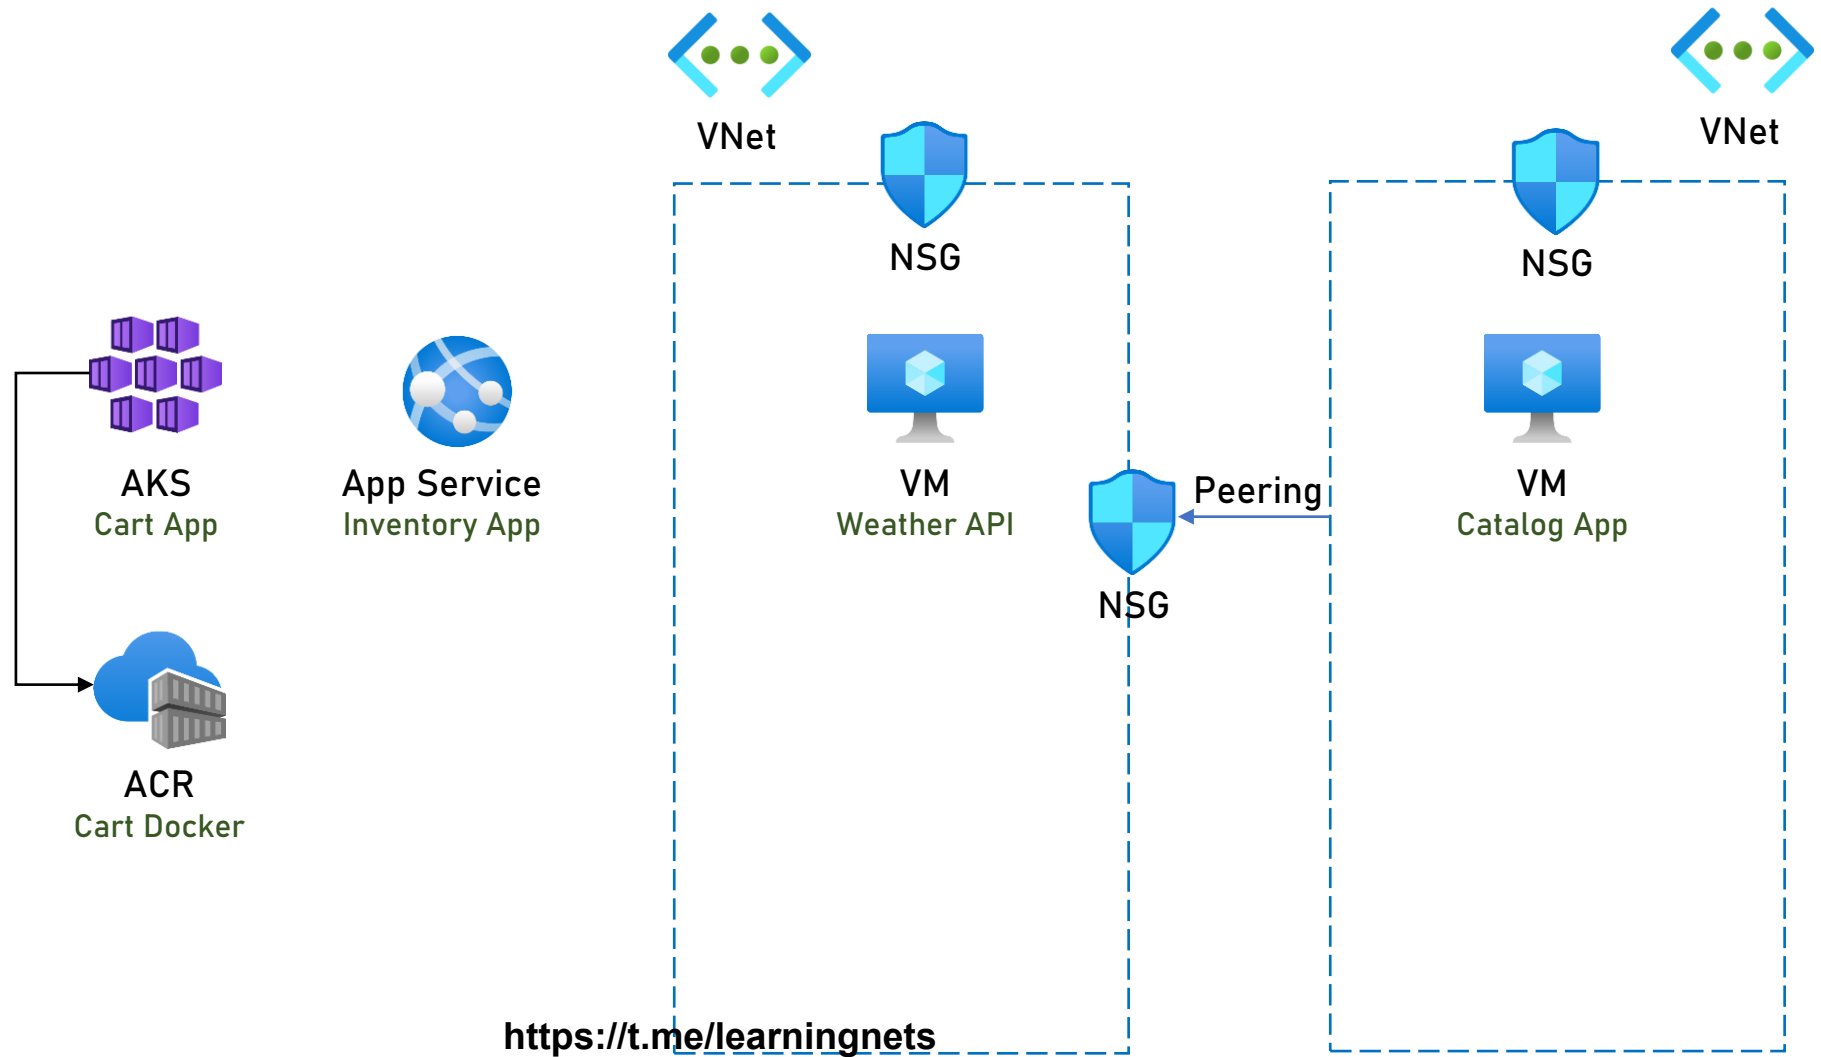 VNet
VNet
NSG
NSG
AKS
Cart App
App Service
Inventory App
VM
Weather API
Peering
VM
Catalog App
NSG
ACR
Cart Docker
https://t.me/learningnets